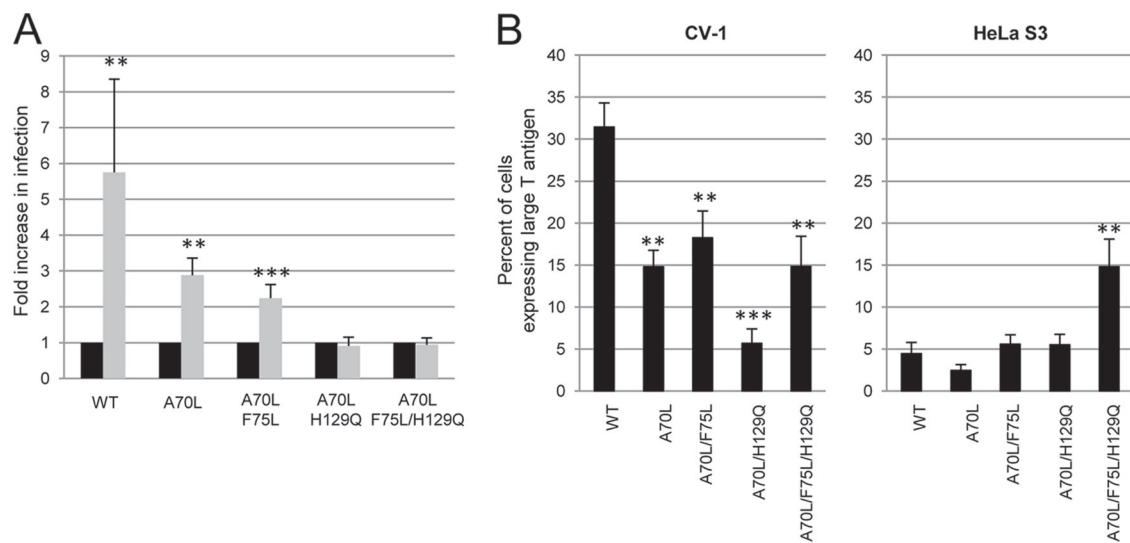 A
Fold increase in infection
9
8
7
6
5
4
3
2
1
0
**
**
***
WT
A70L
A70L
F75L
A70L
H129Q
A70L
F75L/H129Q
B
CV-1
Percent of cells
expressing large T antigen
40
35
30
25
20
15
10
5
0
**
**
***
**
WT
A70L
A70L/F75L
A70L/H129Q
A70L/F75L/H129Q
HeLa S3
40
35
30
25
20
15
10
5
0
**
WT
A70L
A70L/F75L
A70L/H129Q
A70L/F75L/H129Q